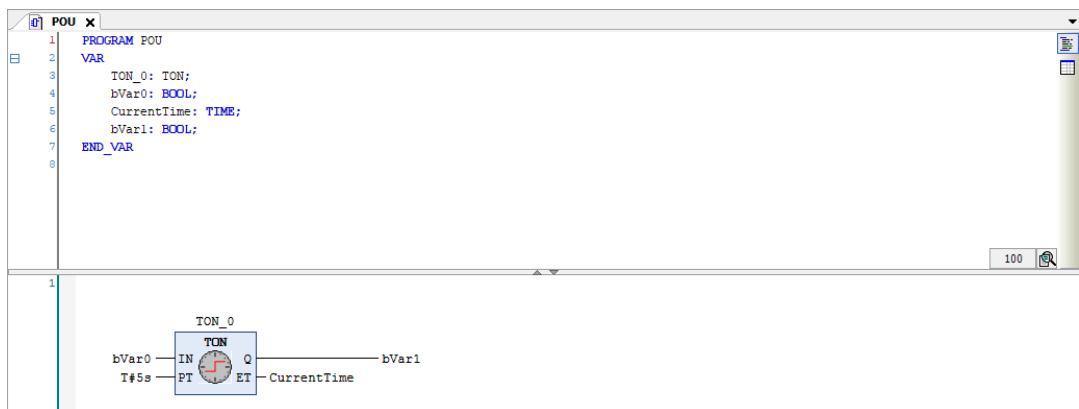 POU
1 PROGRAM POU
2 VAR
3 TON_0: TON;
4 bVar0: BOOL;
5 CurrentTime: TIME;
6 bVar1: BOOL;
7 END_VAR
8
100
1
TON_0
TON
bVar0 IN Q bVar1
T#5s PT ET CurrentTime